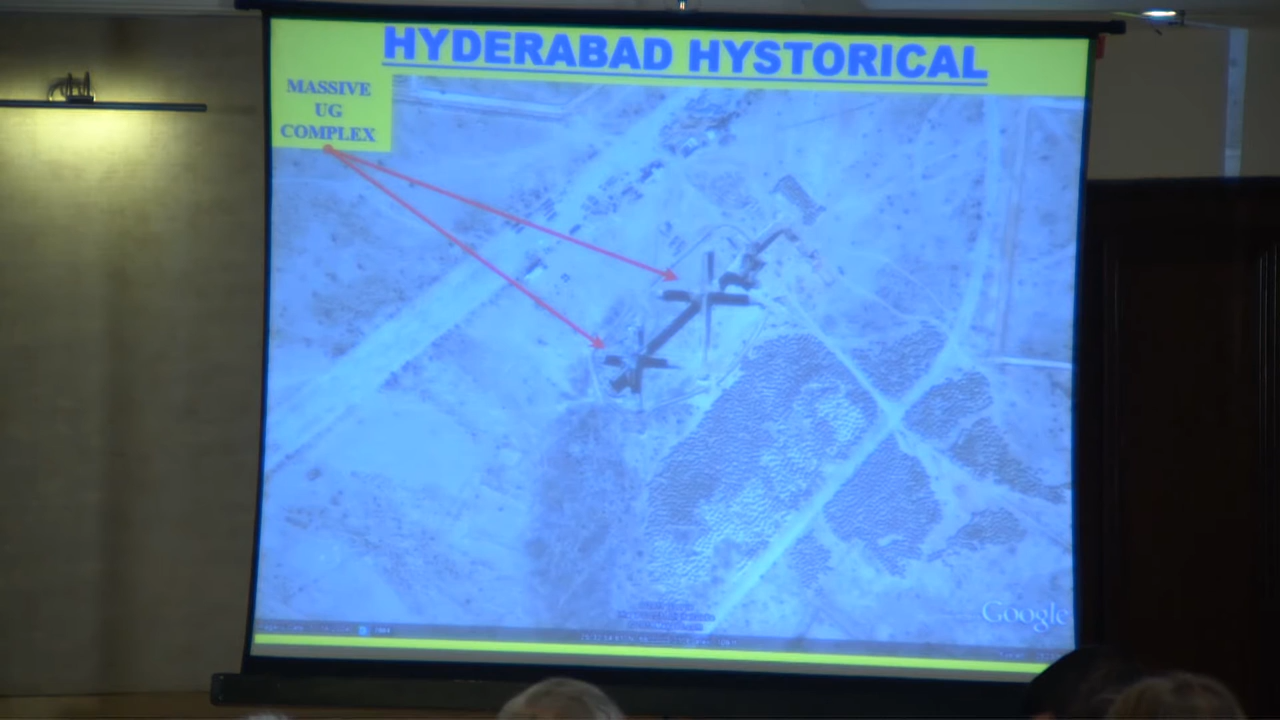 HYDERABAD HYSTORICAL
MASSIVE
UG
COMPLEX
Google